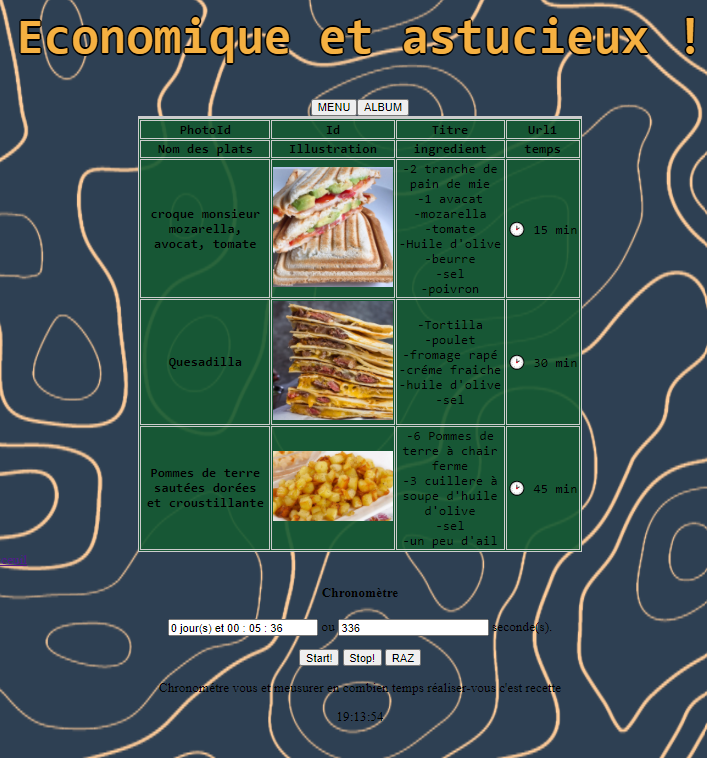 Economique et astucieux !
MENU ALBUM
PhotoId Id Titre Url1
Nom des plats Illustration ingredient temps
croque monsieur
mozarella,
avocat, tomate
-2 tranche de
pain de mie
-1 avacat
-mozarella
-tomate
-Huile d'olive
-beurre
-sel
-poivron
15 min
Quesadilla
-Tortilla
-poulet
-fromage rapé
-créme fraiche
-huile d'olive
-sel
30 min
Pommes de terre
sautées dorées
et croustillante
-6 Pommes de
terre à chair
ferme
-3 cuillere à
soupe d'huile
d'olive
-sel
-un peu d'ail
45 min
Chronomètre
0 jour(s) et 00 : 05 : 36 ou 336 seconde(s).
Start! Stop! RAZ
Chronomètre vous et meusurer en combien temps réaliser-vous c'est recette
19:13:54